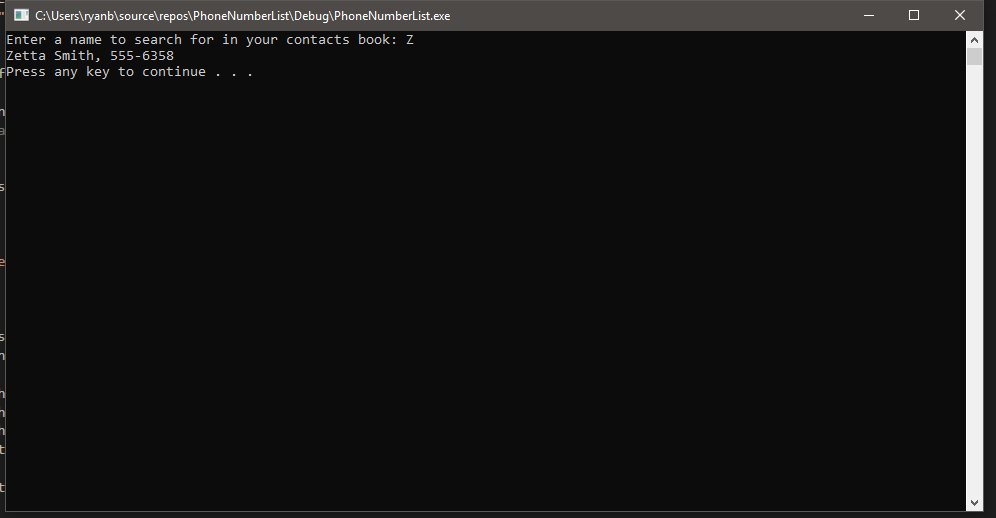 C:\Users\ryanb\source\repos\PhoneNumberList\Debug\PhoneNumberList.exe
Enter a name to search for in your contacts book: Z
Zetta Smith, 555-6358
Press any key to continue . . .